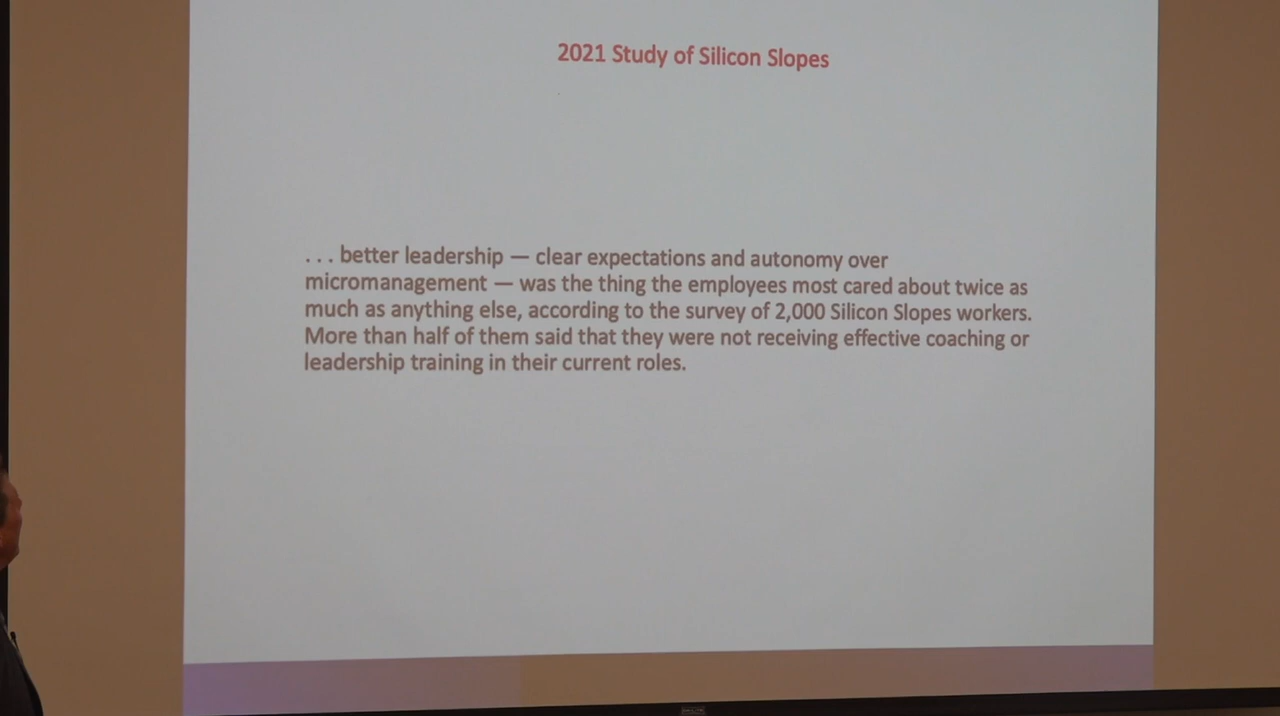 2021 Study of Silicon Slopes
. . . better leadership — clear expectations and autonomy over
micromanagement — was the thing the employees most cared about twice as
much as anything else, according to the survey of 2,000 Silicon Slopes workers.
More than half of them said that they were not receiving effective coaching or
leadership training in their current roles.